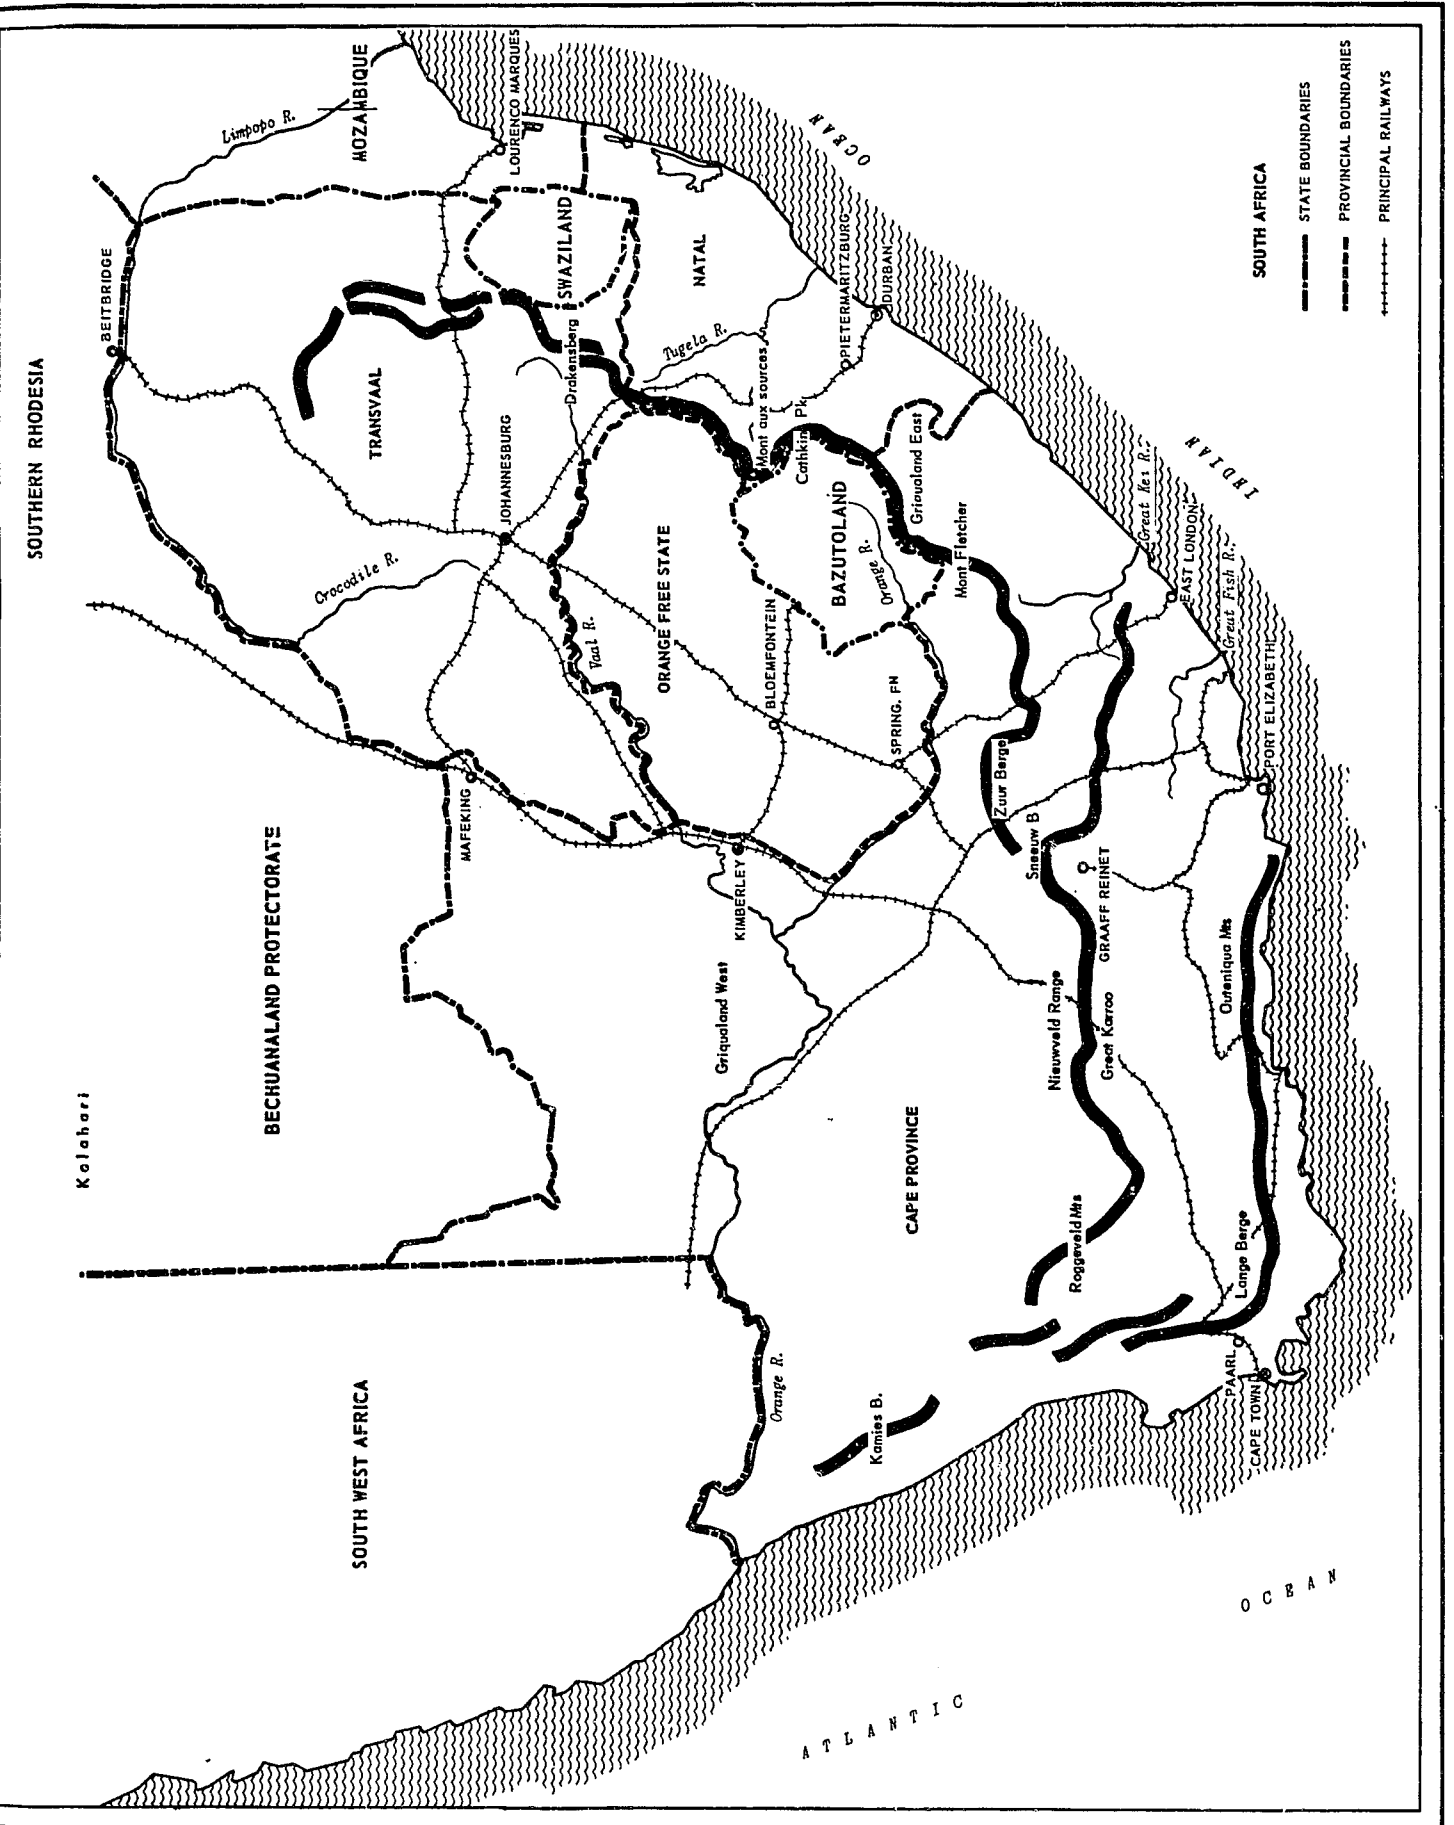 SOUTHERN RHODESIA
Kalahari
BEITBRIDGE
Limpopo R.
MOZAMBIQUE
BECHUANALAND PROTECTORATE
Crocodile R.
TRANSVAAL
LOURENCO MARQUES
SOUTH WEST AFRICA
MAFEKING
JOHANNESBURG
Drakensberg
SWAZILAND
Vaal R.
ORANGE FREE STATE
NATAL
Tugela R.
Griqualand West
KIMBERLEY
BLOEMFONTEIN
Mont aux sources
Cathkin Pk.
PIETERMARITZBURG
DURBAN
OCEAN
Orange R.
BAZUTOLAND
Orange R.
Kamies B.
CAPE PROVINCE
SPRING. FN
Griqualand East
Mont Fletcher
Zuur Berge
Sneeuw B
Nieuwveld Range
Roggeveld Mts
GRAAFF REINET
Great Karroo
Great Kei R.
EAST LONDON
INDIAN
Great Fish R.
PORT ELIZABETH
Outeniqua Mts
Lange Berge
PAARL
CAPE TOWN
ATLANTIC
OCEAN
SOUTH AFRICA
STATE BOUNDARIES
PROVINCIAL BOUNDARIES
PRINCIPAL RAILWAYS